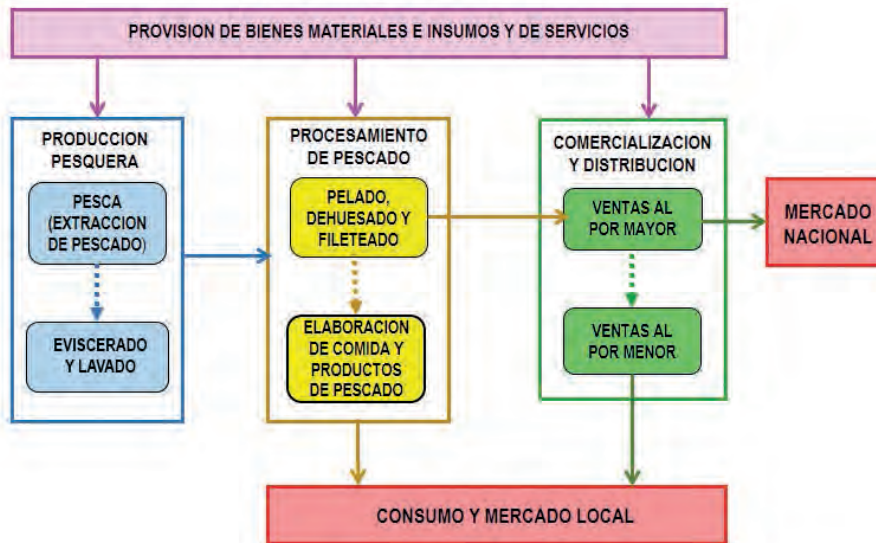 PROVISION DE BIENES MATERIALES E INSUMOS Y DE SERVICIOS
PRODUCCION
PESQUERA
PESCA
(EXTRACCION
DE PESCADO)
EVISCERADO
Y LAVADO
PROCESAMIENTO
DE PESCADO
PELADO,
DEHUESADO Y
FILETEADO
ELABORACION
DE COMIDA Y
PRODUCTOS
DE PESCADO
COMERCIALIZACION
Y DISTRIBUCION
VENTAS AL
POR MAYOR
VENTAS AL
POR MENOR
MERCADO
NACIONAL
CONSUMO Y MERCADO LOCAL